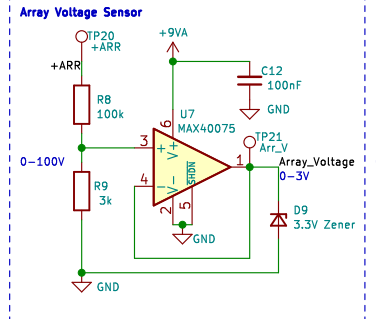 Array Voltage Sensor
TP20
+ARR
+9VA
+ARR
C12
100nF
R8
100k
GND
U7
MAX40075
6
V+
TP21
Arr_V
3
+
1
Array_Voltage
0-100V
0-3V
4
-
V-
SHDN
R9
3k
2
5
D9
3.3V Zener
GND
GND